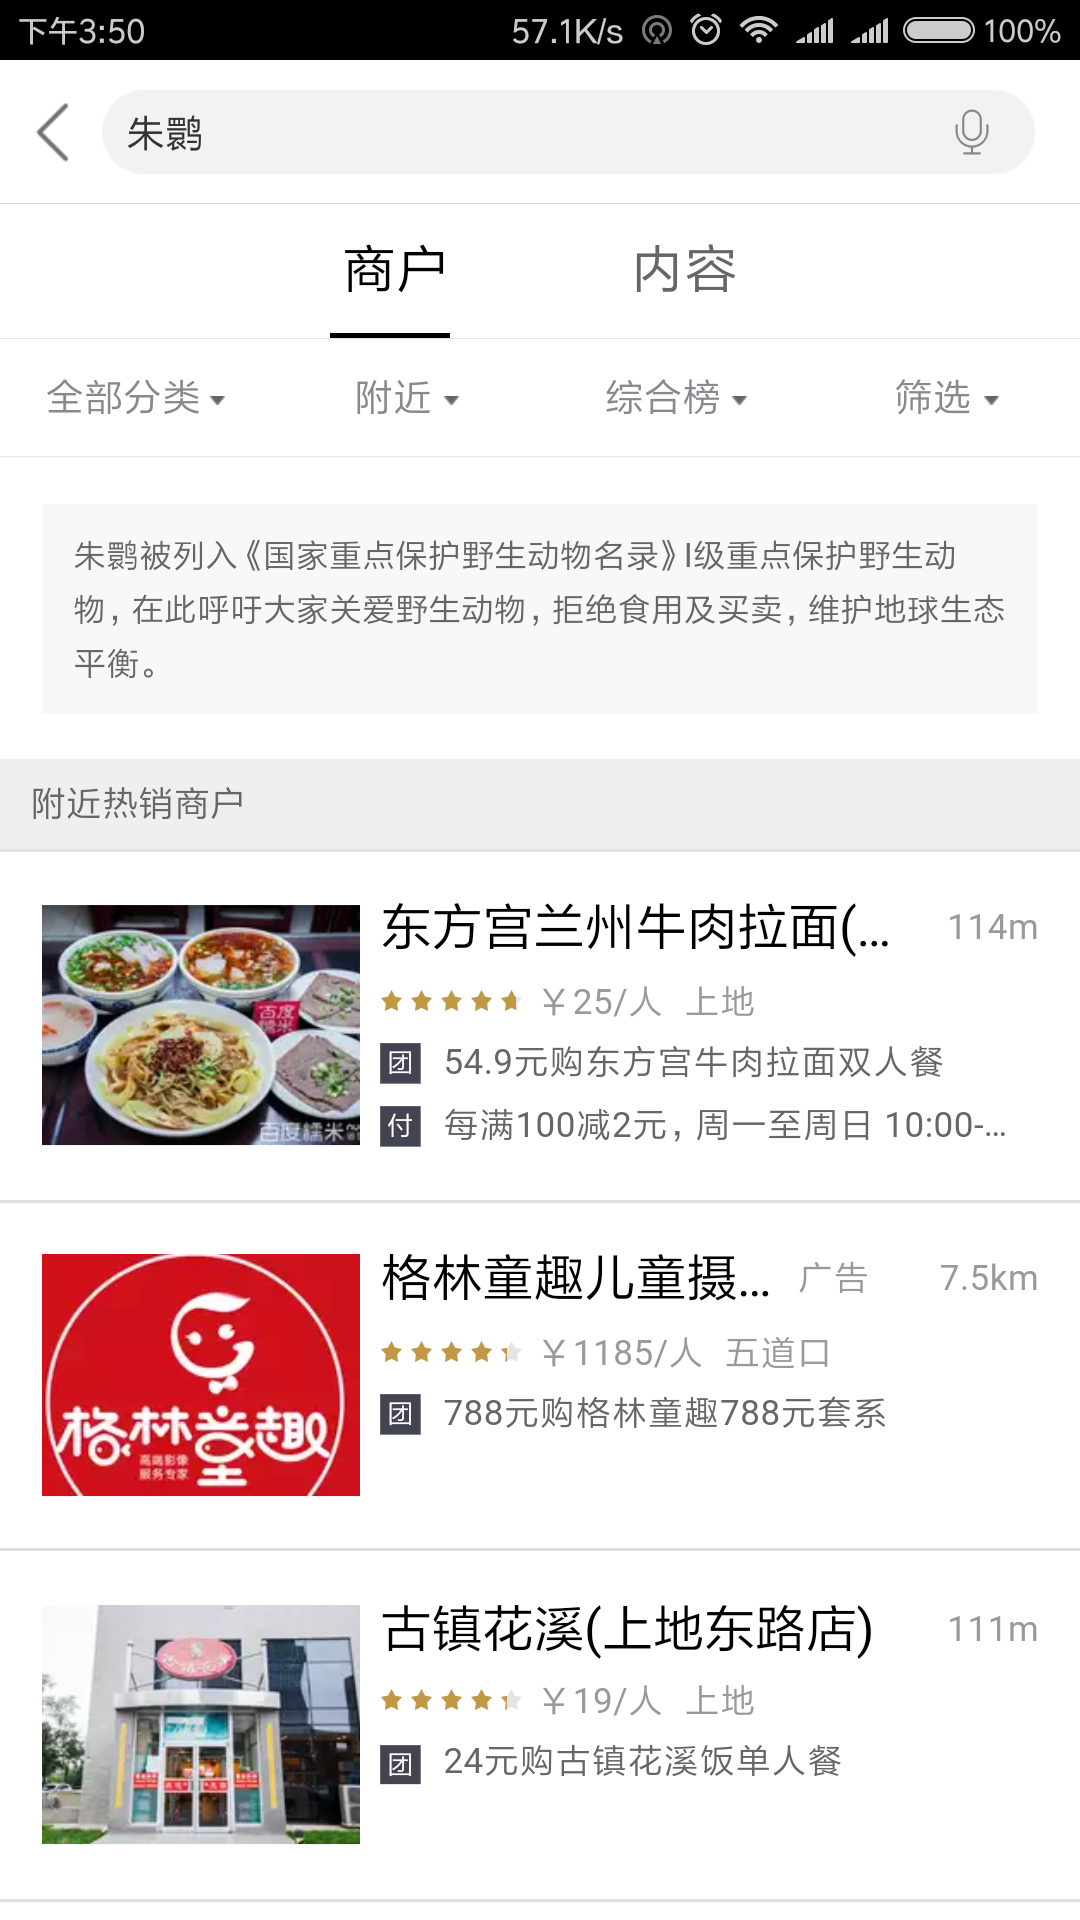 下午3:50
57.1K/s
100%
朱鹮
商户
内容
全部分类
附近
综合榜
筛选
朱鹮被列入《国家重点保护野生动物名录》I级重点保护野生动
物，在此呼吁大家关爱野生动物，拒绝食用及买卖，维护地球生态
平衡。
附近热销商户
东方宫兰州牛肉拉面(...
114m
¥25/人 上地
团 54.9元购东方宫牛肉拉面双人餐
付 每满100减2元，周一至周日 10:00-...
百度
糯米
百度糯米
格林童趣儿童摄...
广告
7.5km
¥1185/人 五道口
团 788元购格林童趣788元套系
格林童趣
高端影像
服务专家
古镇花溪(上地东路店)
111m
¥19/人 上地
团 24元购古镇花溪饭单人餐